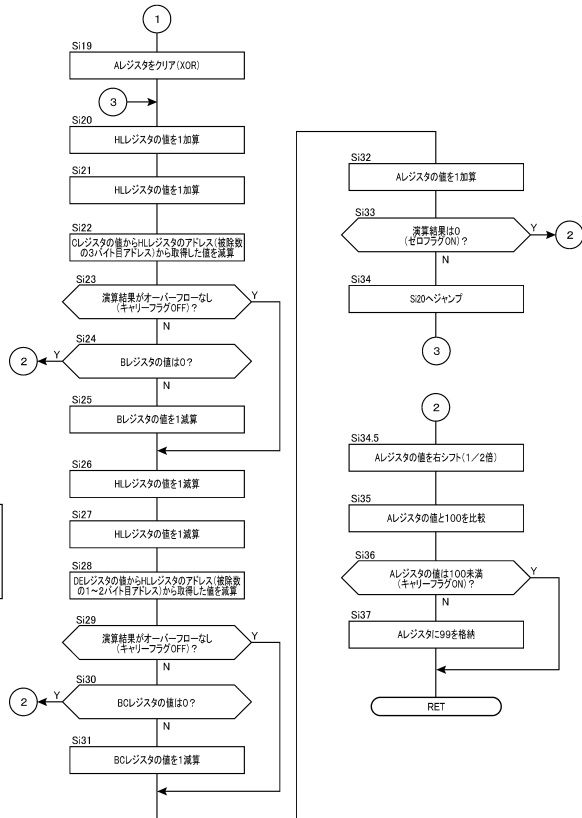 1
Si19
Aレジスタをクリア(XOR)
3
Si20
HLレジスタの値を1加算
Si21
HLレジスタの値を1加算
Si22
Cレジスタの値からHLレジスタのアドレス(被除数
の3バイト目アドレス)から取得した値を減算
Si23
演算結果がオーバーフローなし
(キャリーフラグOFF)?
Y
N
Si24
Y
2
Bレジスタの値は0?
N
Si25
Bレジスタの値を1減算
Si26
HLレジスタの値を1減算
Si27
HLレジスタの値を1減算
Si28
DEレジスタの値からHLレジスタのアドレス(被除数
の1~2バイト目アドレス)から取得した値を減算
Si29
演算結果がオーバーフローなし
(キャリーフラグOFF)?
Y
N
Si30
Y
2
BCレジスタの値は0?
N
Si31
BCレジスタの値を1減算
Si32
Aレジスタの値を1加算
Si33
演算結果は0
(ゼロフラグON)?
Y
2
N
Si34
Si20へジャンプ
3
2
Si34.5
Aレジスタの値を右シフト(1/2倍)
Si35
Aレジスタの値と100を比較
Si36
Aレジスタの値は100未満
(キャリーフラグON)?
Y
N
Si37
Aレジスタに99を格納
RET